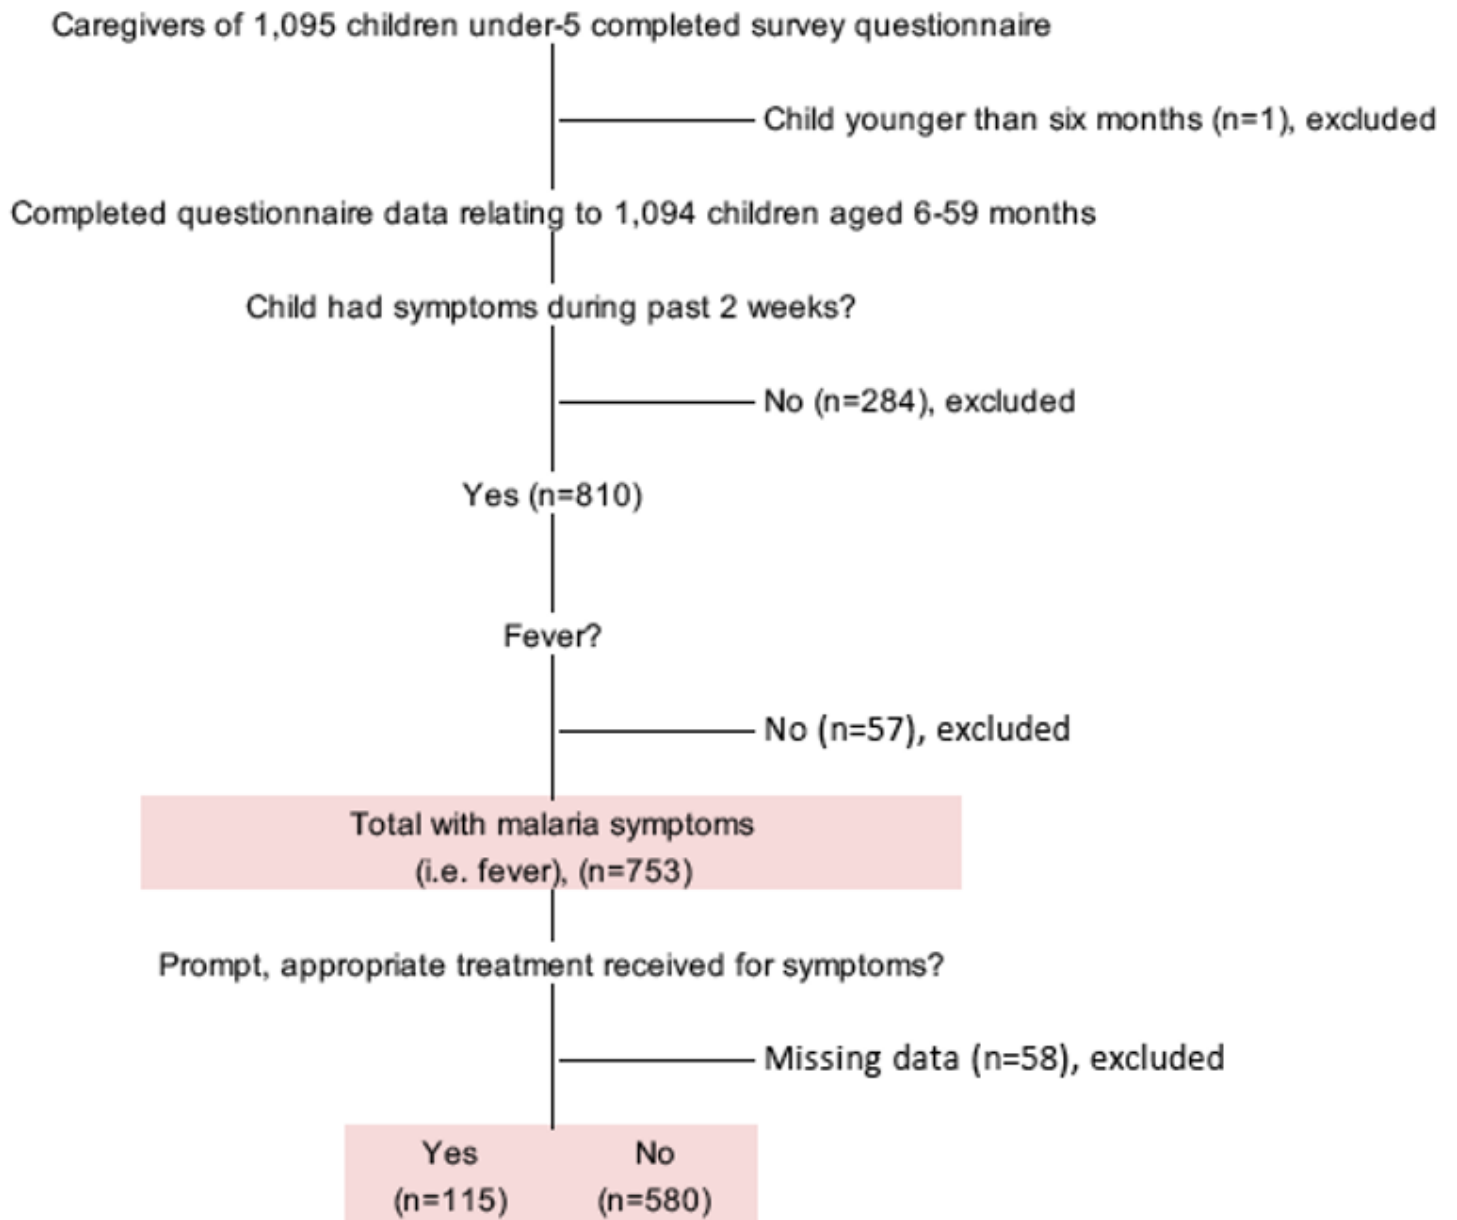 Caregivers of 1,095 children under-5 completed survey questionnaire
Child younger than six months (n=1), excluded
Completed questionnaire data relating to 1,094 children aged 6-59 months
Child had symptoms during past 2 weeks?
No (n=284), excluded
Yes (n=810)
Fever?
No (n=57), excluded
Total with malaria symptoms
(i.e. fever), (n=753)
Prompt, appropriate treatment received for symptoms?
Missing data (n=58), excluded
Yes No
(n=115) (n=580)